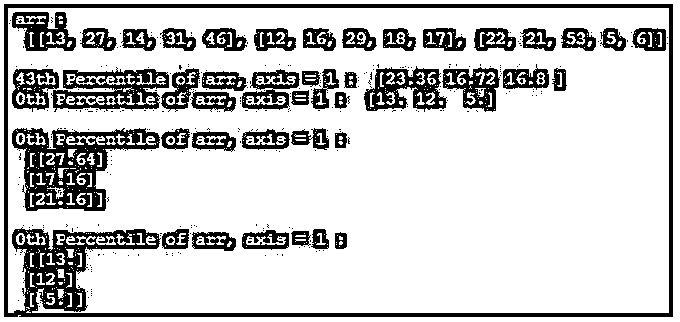 arr :
[[13, 27, 14, 31, 46], [12, 16, 29, 18, 17], [22, 21, 53, 5, 6]]
43th Percentile of arr, axis = 1 : [23.36 16.72 16.8 ]
0th Percentile of arr, axis = 1 : [13. 12. 5.]
0th Percentile of arr, axis = 1 :
[[27.64]
[17.16]
[21.16]]
0th Percentile of arr, axis = 1 :
[[13.]
[12.]
[ 5.]]